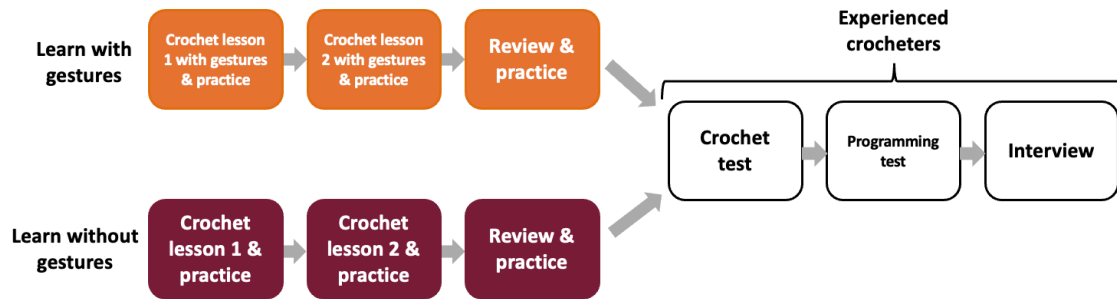 Learn with
gestures
Crochet lesson
1 with gestures
& practice
Crochet lesson
2 with gestures
& practice
Review &
practice
Experienced
crocheters
Crochet
test
Programming
test
Interview
Learn without
gestures
Crochet
lesson 1 &
practice
Crochet
lesson 2 &
practice
Review &
practice